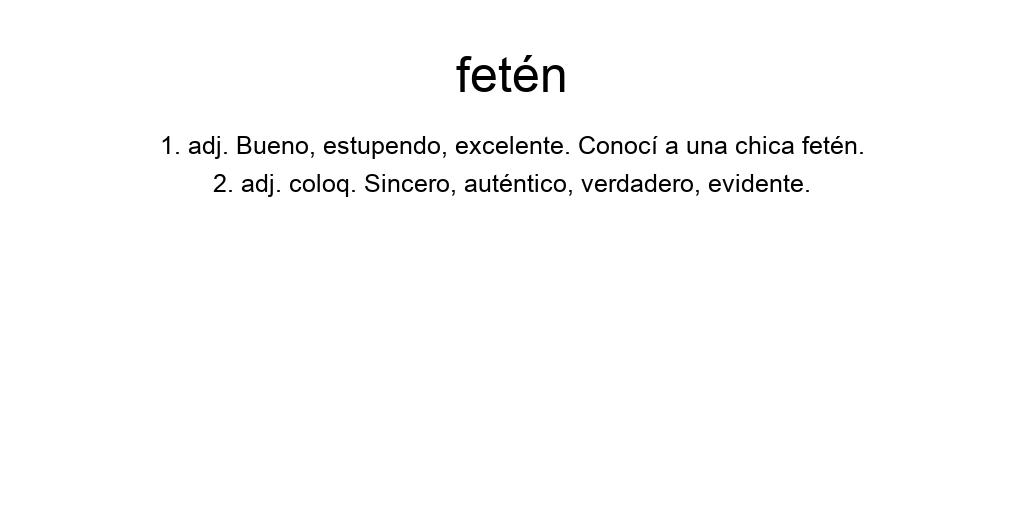 fetén
1. adj. Bueno, estupendo, excelente. Conocí a una chica fetén.
2. adj. coloq. Sincero, auténtico, verdadero, evidente.